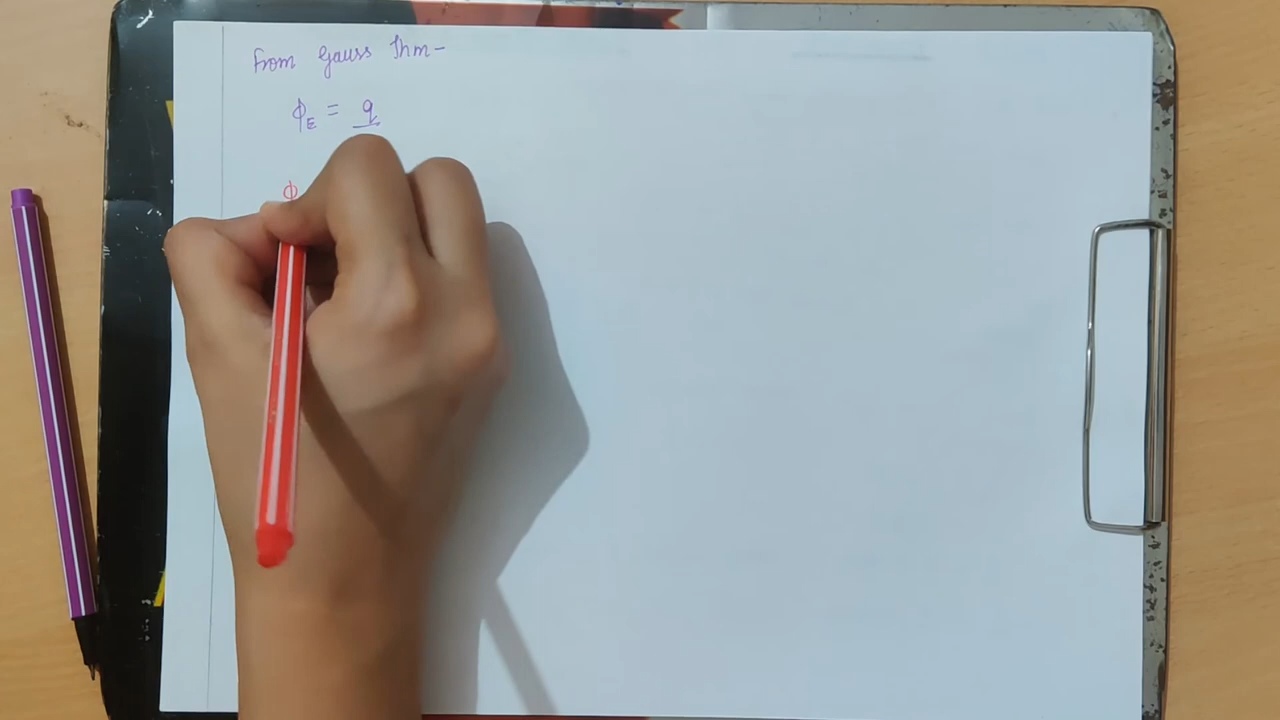 from Gauss Thm-
ϕE = q
ϕ